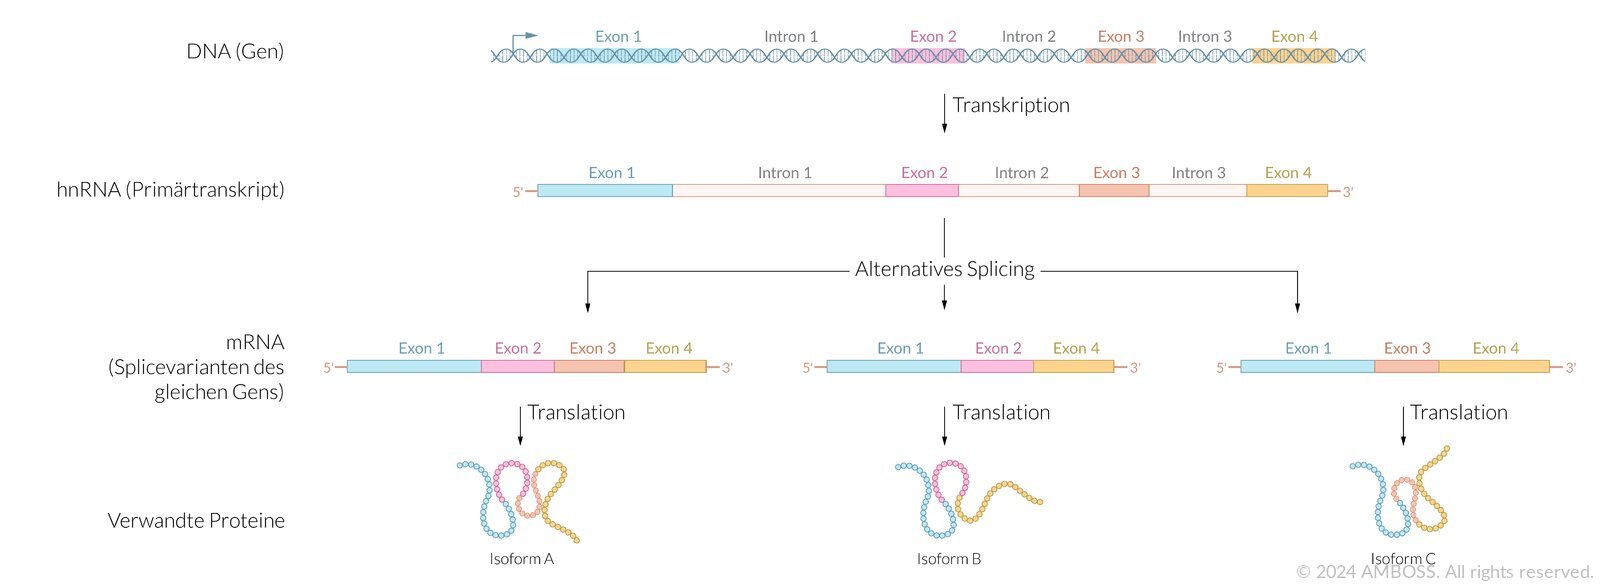 DNA (Gen)
Exon 1 Intron 1 Exon 2 Intron 2 Exon 3 Intron 3 Exon 4
Transkription
hnRNA (Primärtranskript)
Exon 1 Intron 1 Exon 2 Intron 2 Exon 3 Intron 3 Exon 4
5' 3'
Alternatives Splicing
mRNA
(Splicevarianten des
gleichen Gens)
Exon 1 Exon 2 Exon 3 Exon 4
5' 3'
Exon 1 Exon 2 Exon 4
5' 3'
Exon 1 Exon 3 Exon 4
5' 3'
Translation Translation Translation
Verwandte Proteine
Isoform A Isoform B Isoform C
© 2024 AMBOSS. All rights reserved.